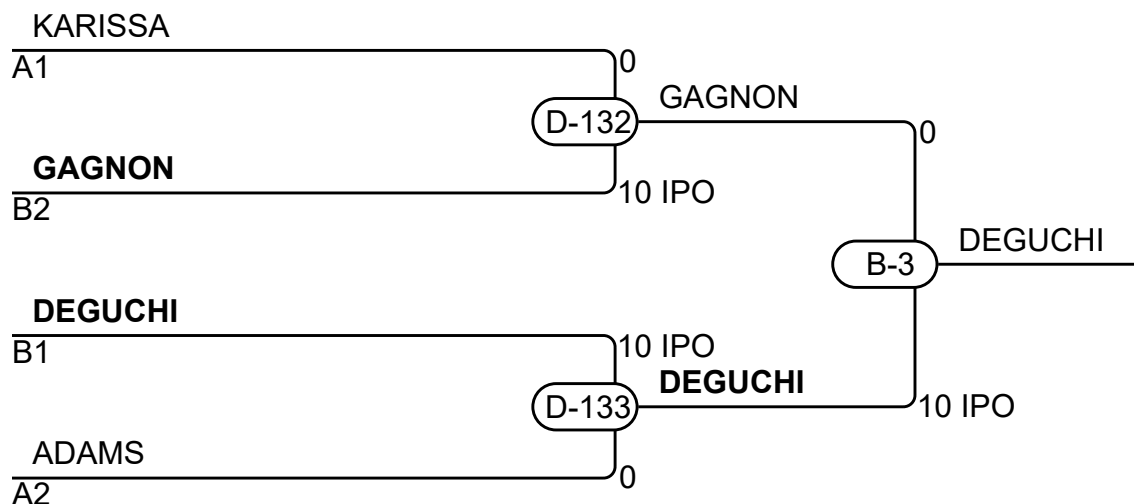 KARISSA
A1
0
D-132
GAGNON
0
GAGNON
B2
10 IPO
B-3
DEGUCHI
DEGUCHI
B1
10 IPO
D-133
DEGUCHI
10 IPO
ADAMS
A2
0